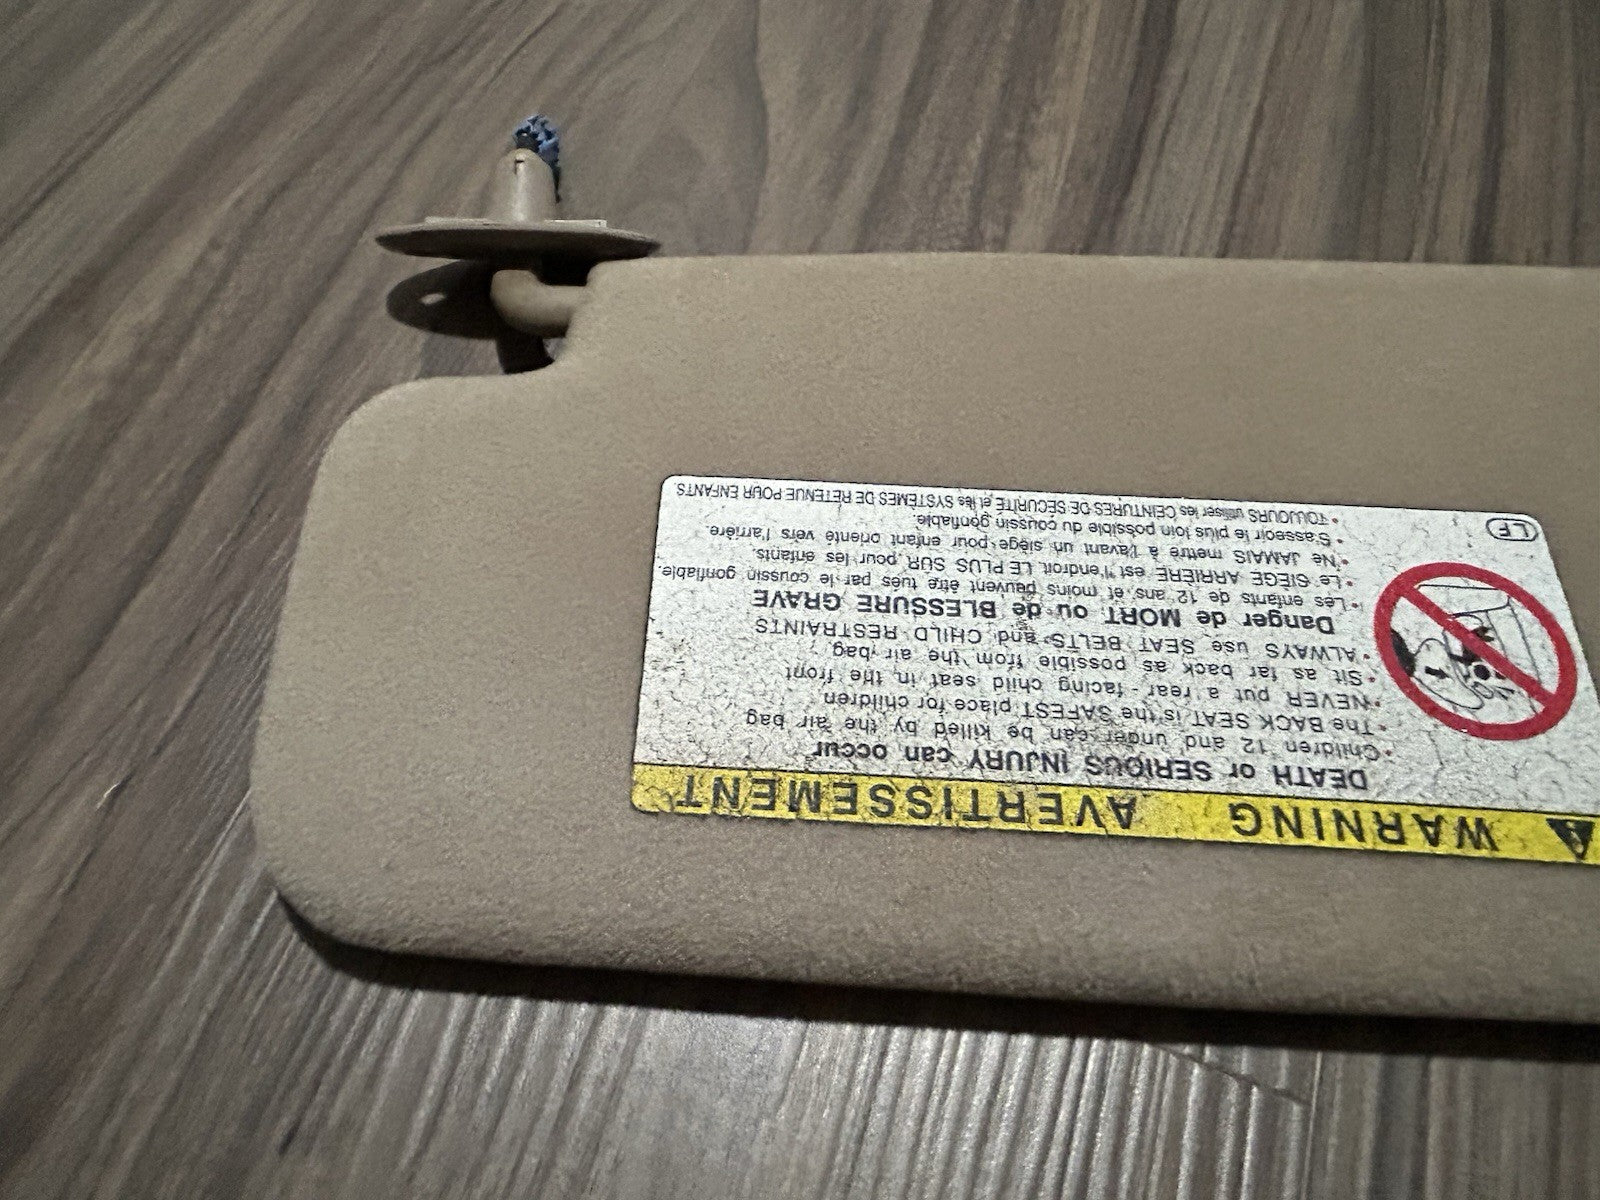 WARNING AVERTISSEMENT
DEATH or SERIOUS INJURY can occur
•Children 12 and under can be killed by the air bag
•The BACK SEAT is the SAFEST place for children
•NEVER put a rear-facing child seat in the front
•Sit as far back as possible from the air bag
•ALWAYS use SEAT BELTS and CHILD RESTRAINTS
Danger de MORT ou de BLESSURE GRAVE
•Les enfants de 12 ans et moins peuvent être tués par le coussin gonflable.
•Le SIÈGE ARRIÈRE est l'endroit LE PLUS SUR pour les enfants.
•Ne JAMAIS mettre à l'avant un siège pour enfant orienté vers l'arrière.
•S'asseoir le plus loin possible du coussin gonflable.
•TOUJOURS utiliser les CEINTURES DE SÉCURITÉ et les SYSTÈMES DE RETENUE POUR ENFANTS.
LF